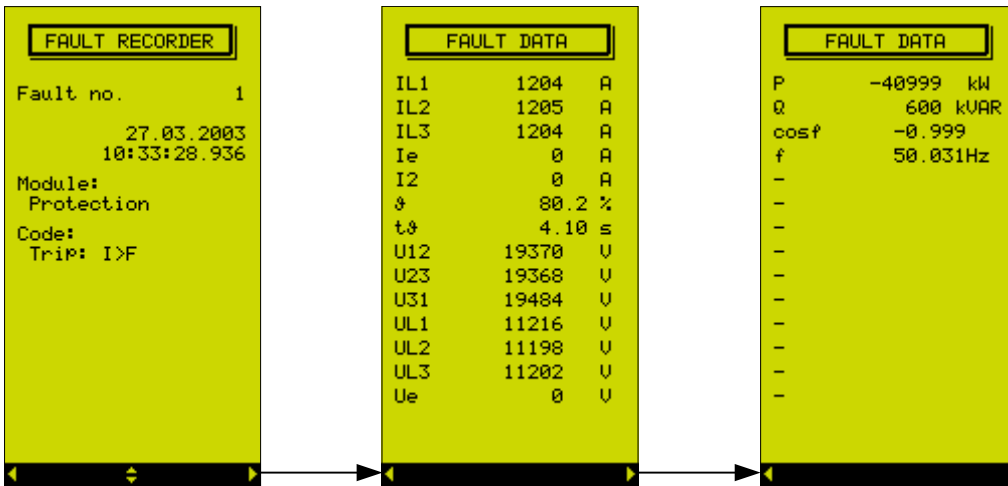 FAULT RECORDER
Fault no. 1
27.03.2003
10:33:28.936
Module:
Protection
Code:
Trip: I>F
FAULT DATA
IL1 1204 A
IL2 1205 A
IL3 1204 A
Ie 0 A
I2 0 A
ϑ 80.2 %
tϑ 4.10 s
U12 19370 V
U23 19368 V
U31 19484 V
UL1 11216 V
UL2 11198 V
UL3 11202 V
Ue 0 V
FAULT DATA
P -40999 kW
Q 600 kVAR
cosf -0.999
f 50.031Hz
-
-
-
-
-
-
-
-
-
-